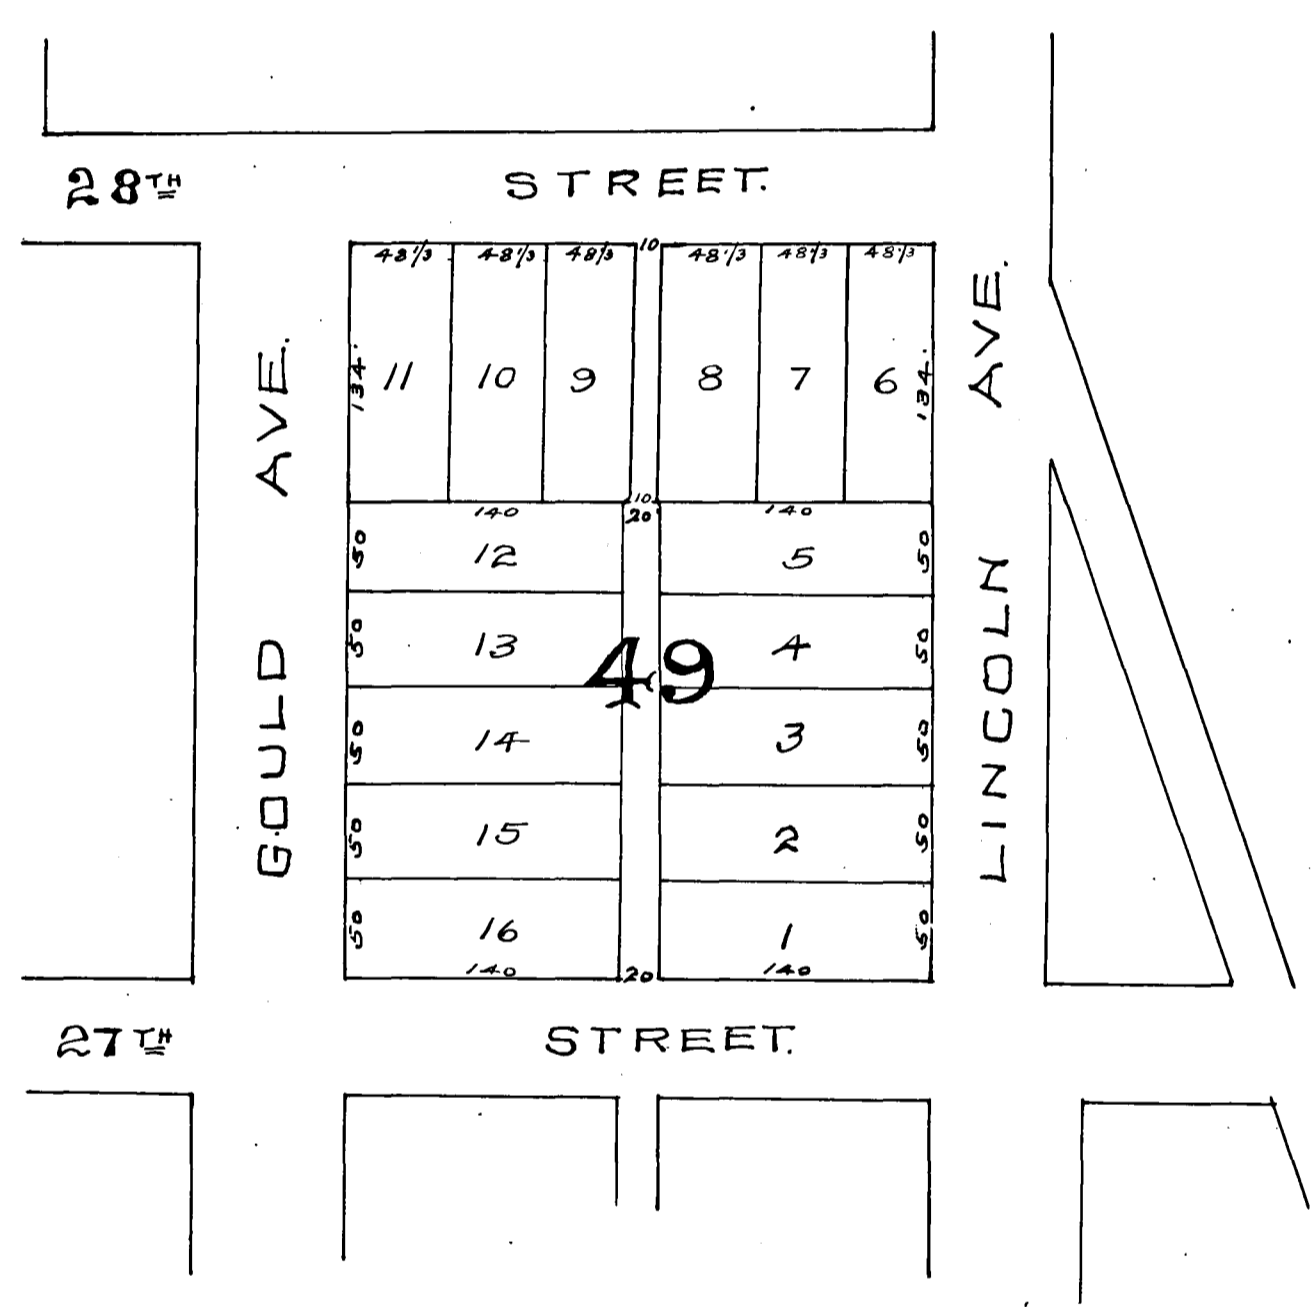 28TH STREET.
48 1/3 48 1/3 48 1/3 10 48 1/3 48 1/3 48 1/3
134. 11 10 9 8 7 6 134.
10
140 20 140
50 12 5 50
50 13 4 50
49
50 14 3 50
50 15 2 50
50 16 1 50
140 20 140
GOULD AVE.
LINCOLN AVE.
27TH STREET.